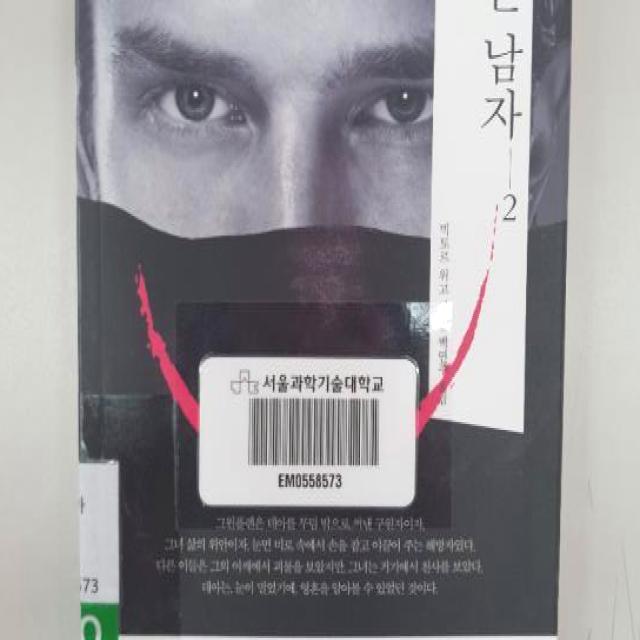 남자
2
빅토르 위고
서울과학기술대학교
EM0558573
그윈플렌은 데아를 무덤 밖으로 꺼낸 구원자이자,
그녀 삶의 위안이자, 눈먼 미로 속에서 손을 잡고 이끌어 주는 해방자였다.
다른 이들은 그의 어깨에서 괴물을 보았지만, 그녀는 거기에서 천사를 보았다.
데아는, 눈이 멀었기에, 영혼을 알아볼 수 있었던 것이다.
573